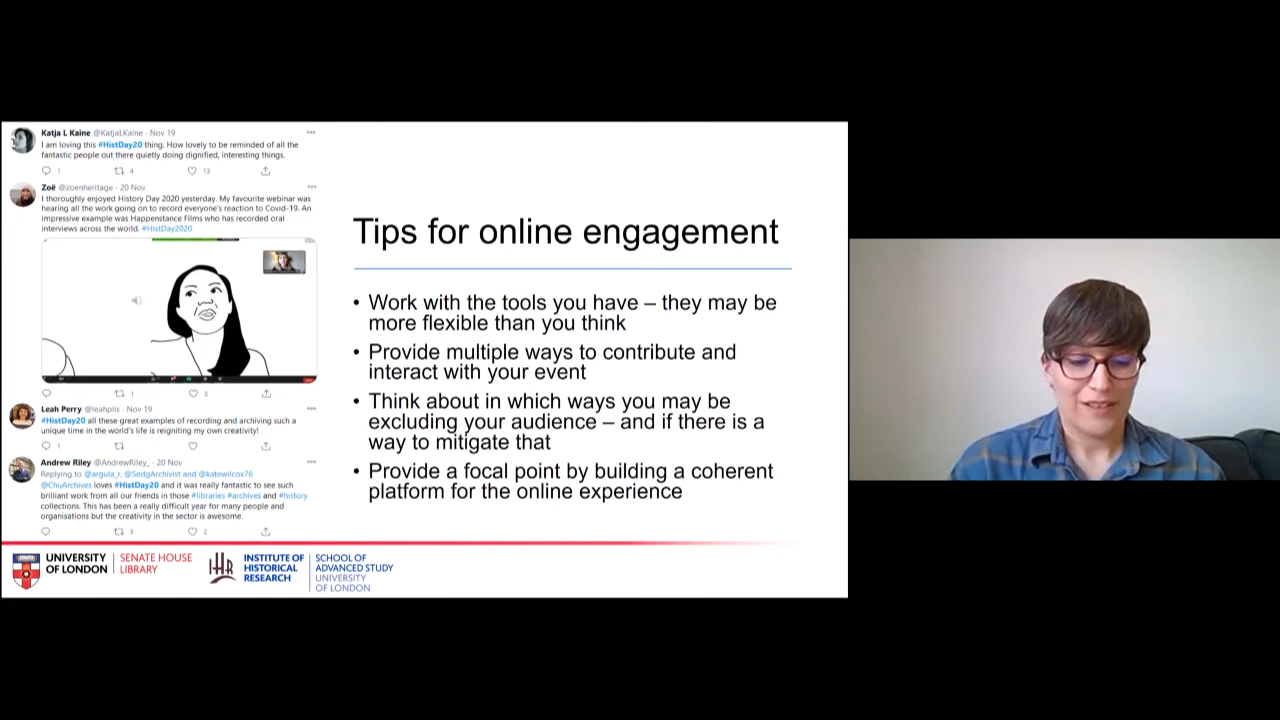 Katja L Kaine @KatjaLKaine · Nov 19
I am loving this #HistDay20 thing. How lovely to be reminded of all the
fantastic people out there quietly doing dignified, interesting things.
1 4 13
Zoë @zoenheritage · 20 Nov
I thoroughly enjoyed History Day 2020 yesterday. My favourite webinar was
hearing all the work going on to record everyone's reaction to Covid-19. An
impressive example was Happenstance Films who has recorded oral
interviews across the world. #HistDay2020
1 3
Leah Perry @leahplis · Nov 19
#HistDay20 all these great examples of recording and archiving such a
unique time in the world's life is reigniting my own creativity!
1
Andrew Riley @AndrewRiley_ · 20 Nov
Replying to @argula_r, @SedgArchivist and @katewilcox76
@ChuArchives loves #HistDay20 and it was really fantastic to see such
brilliant work from all our friends in those #libraries #archives and #history
collections. This has been a really difficult year for many people and
organisations but the creativity in the sector is awesome.
3 2
Tips for online engagement
• Work with the tools you have – they may be
more flexible than you think
• Provide multiple ways to contribute and
interact with your event
• Think about in which ways you may be
excluding your audience – and if there is a
way to mitigate that
• Provide a focal point by building a coherent
platform for the online experience
UNIVERSITY
OF LONDON
SENATE HOUSE
LIBRARY
IHR
INSTITUTE OF
HISTORICAL
RESEARCH
SCHOOL OF
ADVANCED STUDY
UNIVERSITY
OF LONDON